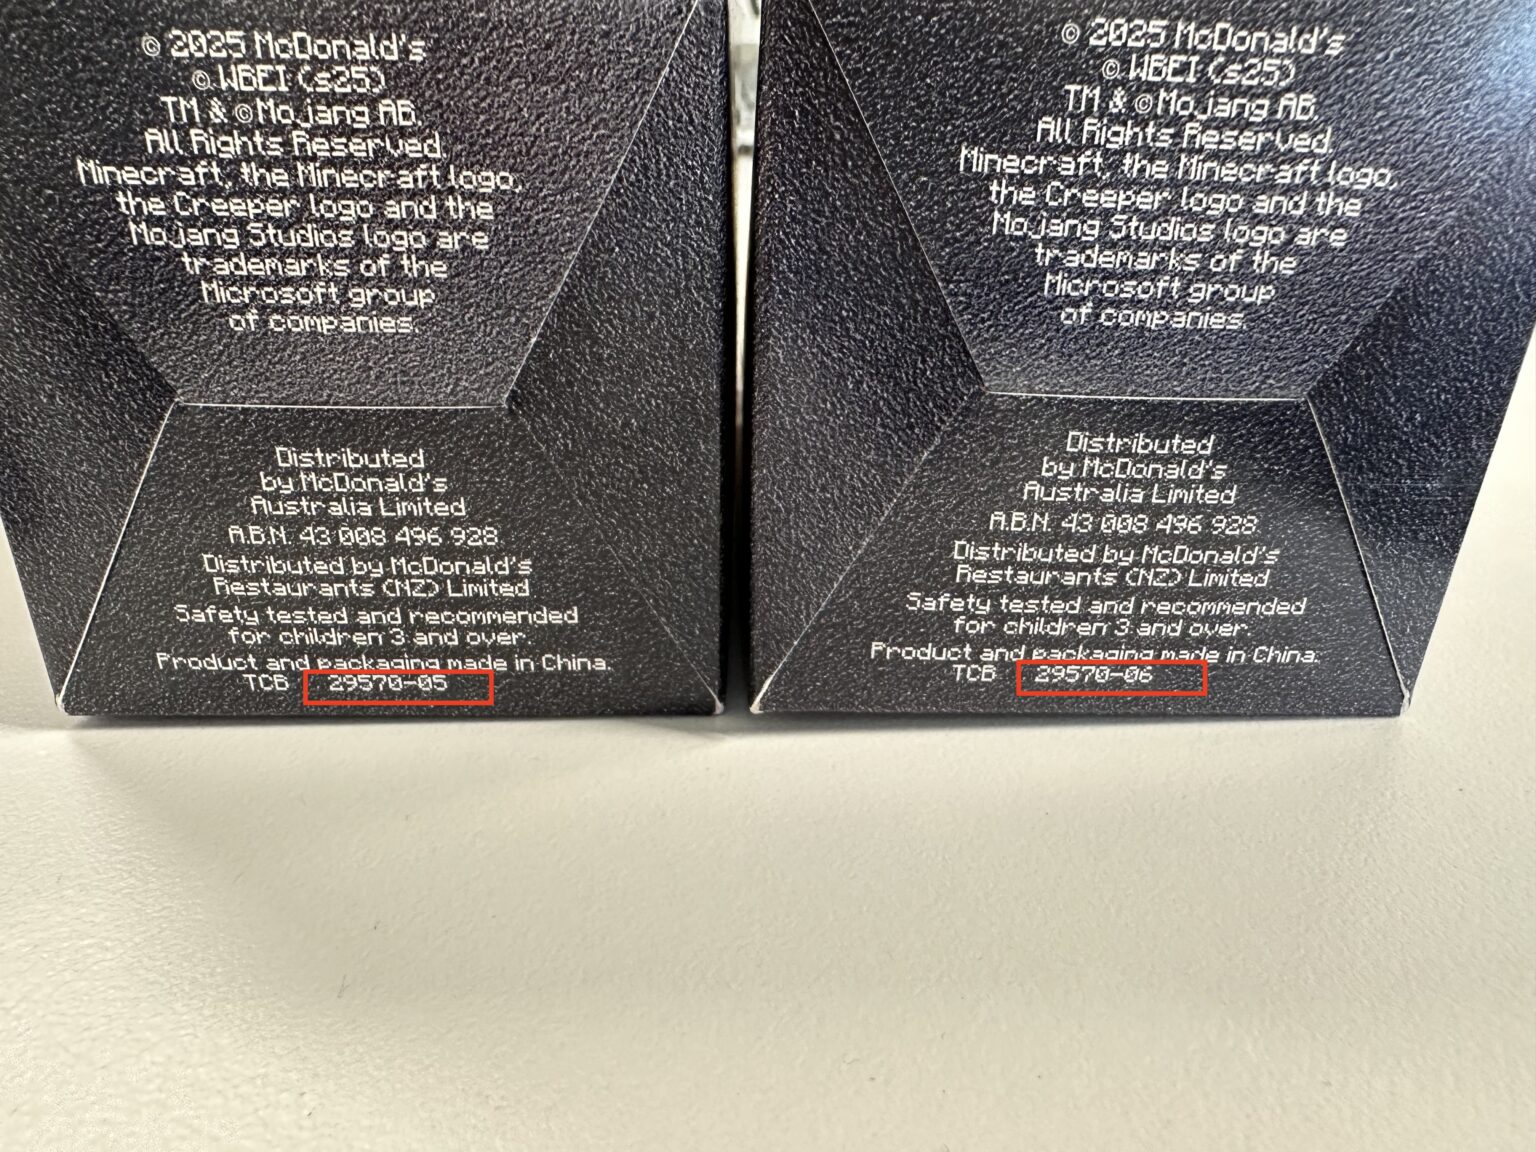 © 2025 McDonald's
© WBEI (s25)
TM & © Mojang AB.
All Rights Reserved.
Minecraft, the Minecraft logo,
the Creeper logo and the
Mojang Studios logo are
trademarks of the
Microsoft group
of companies.
Distributed
by McDonald's
Australia Limited
A.B.N. 43 008 496 928
Distributed by McDonald's
Restaurants (NZ) Limited
Safety tested and recommended
for children 3 and over.
Product and packaging made in China.
TCB 29570-05
© 2025 McDonald's
© WBEI (s25)
TM & © Mojang AB.
All Rights Reserved.
Minecraft, the Minecraft logo,
the Creeper logo and the
Mojang Studios logo are
trademarks of the
Microsoft group
of companies.
Distributed
by McDonald's
Australia Limited
A.B.N. 43 008 496 928
Distributed by McDonald's
Restaurants (NZ) Limited
Safety tested and recommended
for children 3 and over.
Product and packaging made in China.
TCB 29570-06